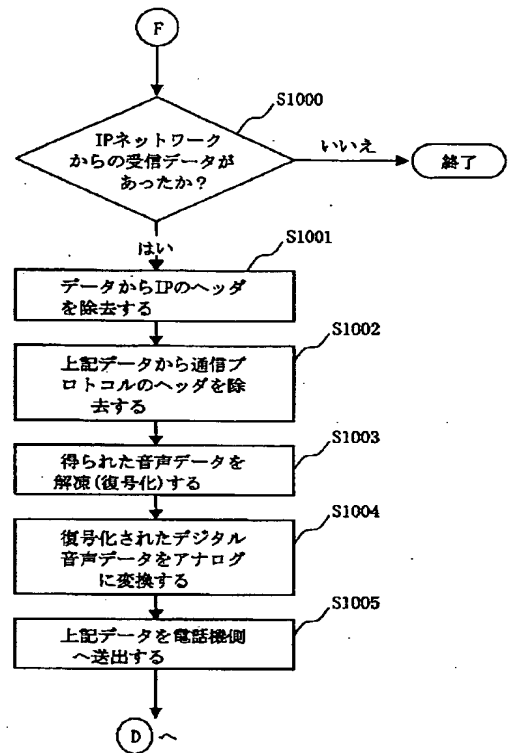 F
S1000
IPネットワーク
からの受信データが
あったか？
いいえ
終了
はい
S1001
データからIPのヘッダ
を除去する
S1002
上記データから通信プ
ロトコルのヘッダを除
去する
S1003
得られた音声データを
解凍(復号化)する
S1004
復号化されたデジタル
音声データをアナログ
に変換する
S1005
上記データを電話機側
へ送出する
D へ